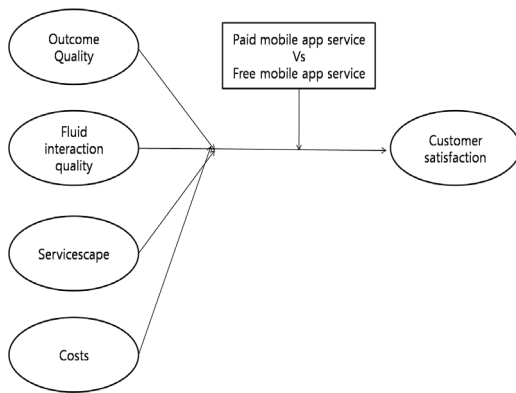 Outcome
Quality
Paid mobile app service
Vs
Free mobile app service
Fluid
interaction
quality
Customer
satisfaction
Servicescape
Costs